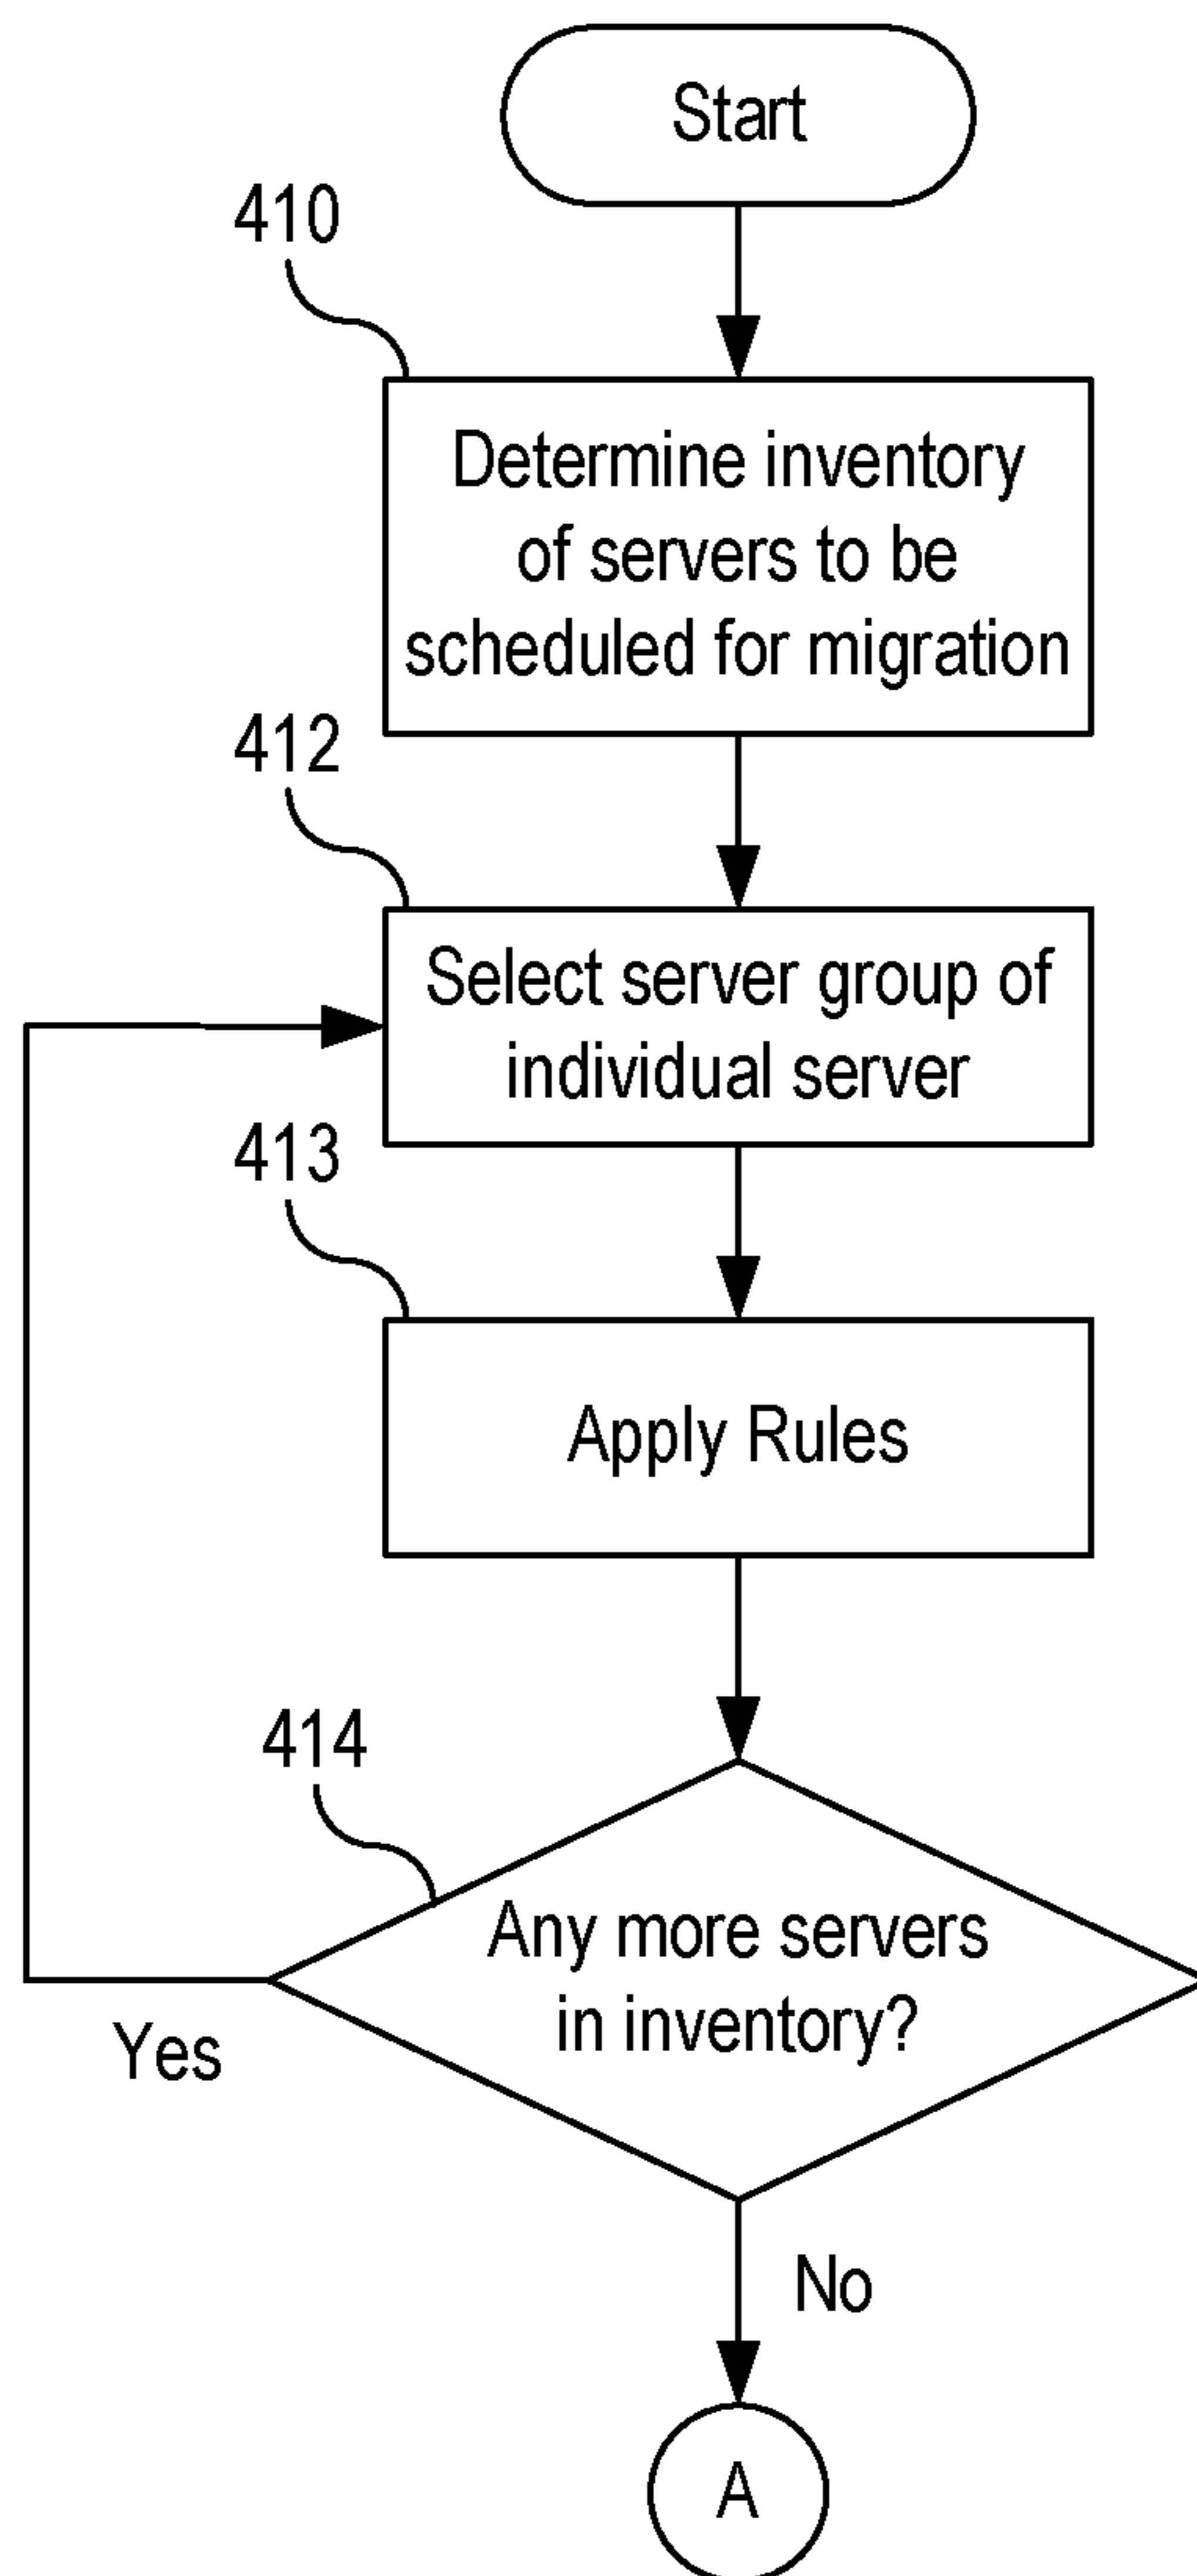 Start
410
Determine inventory
of servers to be
scheduled for migration
412
Select server group of
individual server
413
Apply Rules
414
Any more servers
in inventory?
Yes
No
A